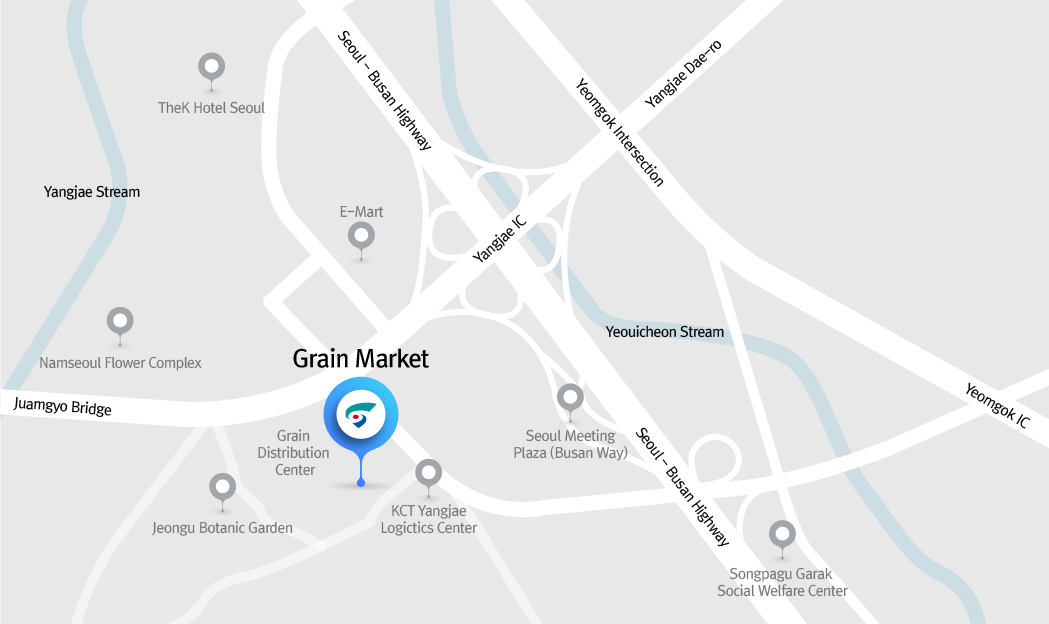 Seoul - Busan Highway
Yangjae Dae-ro
TheK Hotel Seoul
Yeomgok Intersection
Yangjae Stream
E-Mart
Yangjae IC
Yeouicheon Stream
Namseoul Flower Complex
Grain Market
Juamgyo Bridge
Yeomgok IC
Grain
Distribution
Center
Seoul Meeting
Plaza (Busan Way)
Seoul - Busan Highway
Jeongu Botanic Garden
KCT Yangjae
Logictics Center
Songpagu Garak
Social Welfare Center